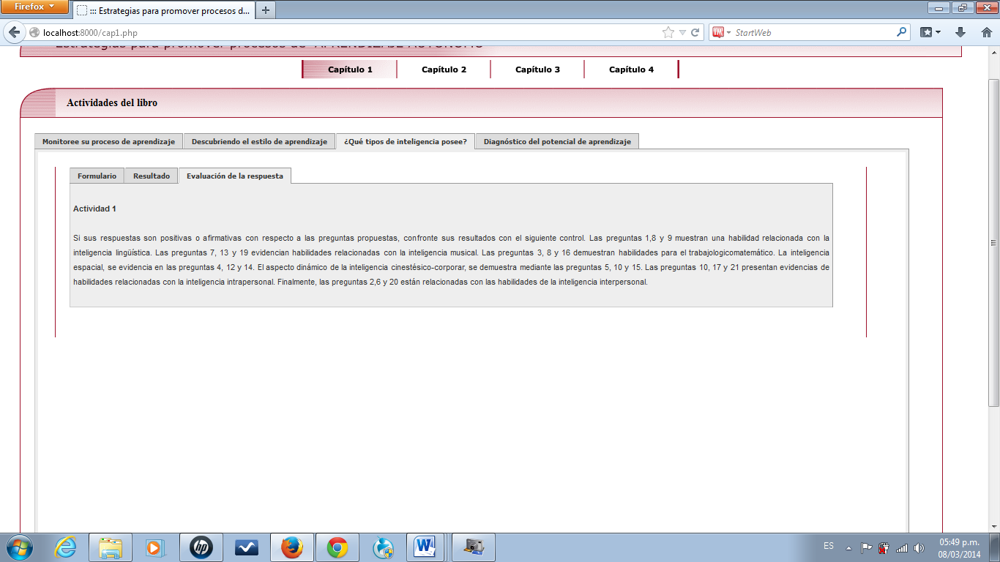 Firefox
::: Estrategias para promover procesos d...
localhost:8000/cap1.php
StartWeb
Estrategias para promover procesos de APRENDIZAJE AUTÓNOMO
Capítulo 1 Capítulo 2 Capítulo 3 Capítulo 4
Actividades del libro
Monitoree su proceso de aprendizaje Descubriendo el estilo de aprendizaje ¿Qué tipos de inteligencia posee? Diagnóstico del potencial de aprendizaje
Formulario Resultado Evaluación de la respuesta
Actividad 1
Si sus respuestas son positivas o afirmativas con respecto a las preguntas propuestas, confronte sus resultados con el siguiente control. Las preguntas 1,8 y 9 muestran una habilidad relacionada con la
inteligencia lingüística. Las preguntas 7, 13 y 19 evidencian habilidades relacionadas con la inteligencia musical. Las preguntas 3, 8 y 16 demuestran habilidades para el trabajologicomatemático. La inteligencia
espacial, se evidencia en las preguntas 4, 12 y 14. El aspecto dinámico de la inteligencia cinestésico-corporar, se demuestra mediante las preguntas 5, 10 y 15. Las preguntas 10, 17 y 21 presentan evidencias de
habilidades relacionadas con la inteligencia intrapersonal. Finalmente, las preguntas 2,6 y 20 están relacionadas con las habilidades de la inteligencia interpersonal.
ES
05:49 p.m.
08/03/2014